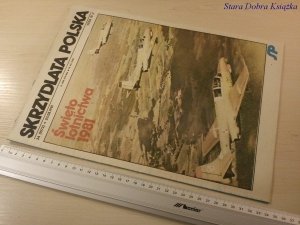 Stara Dobra Książka
SKRZYDLATA POLSKA
Święto
lotnictwa
1981